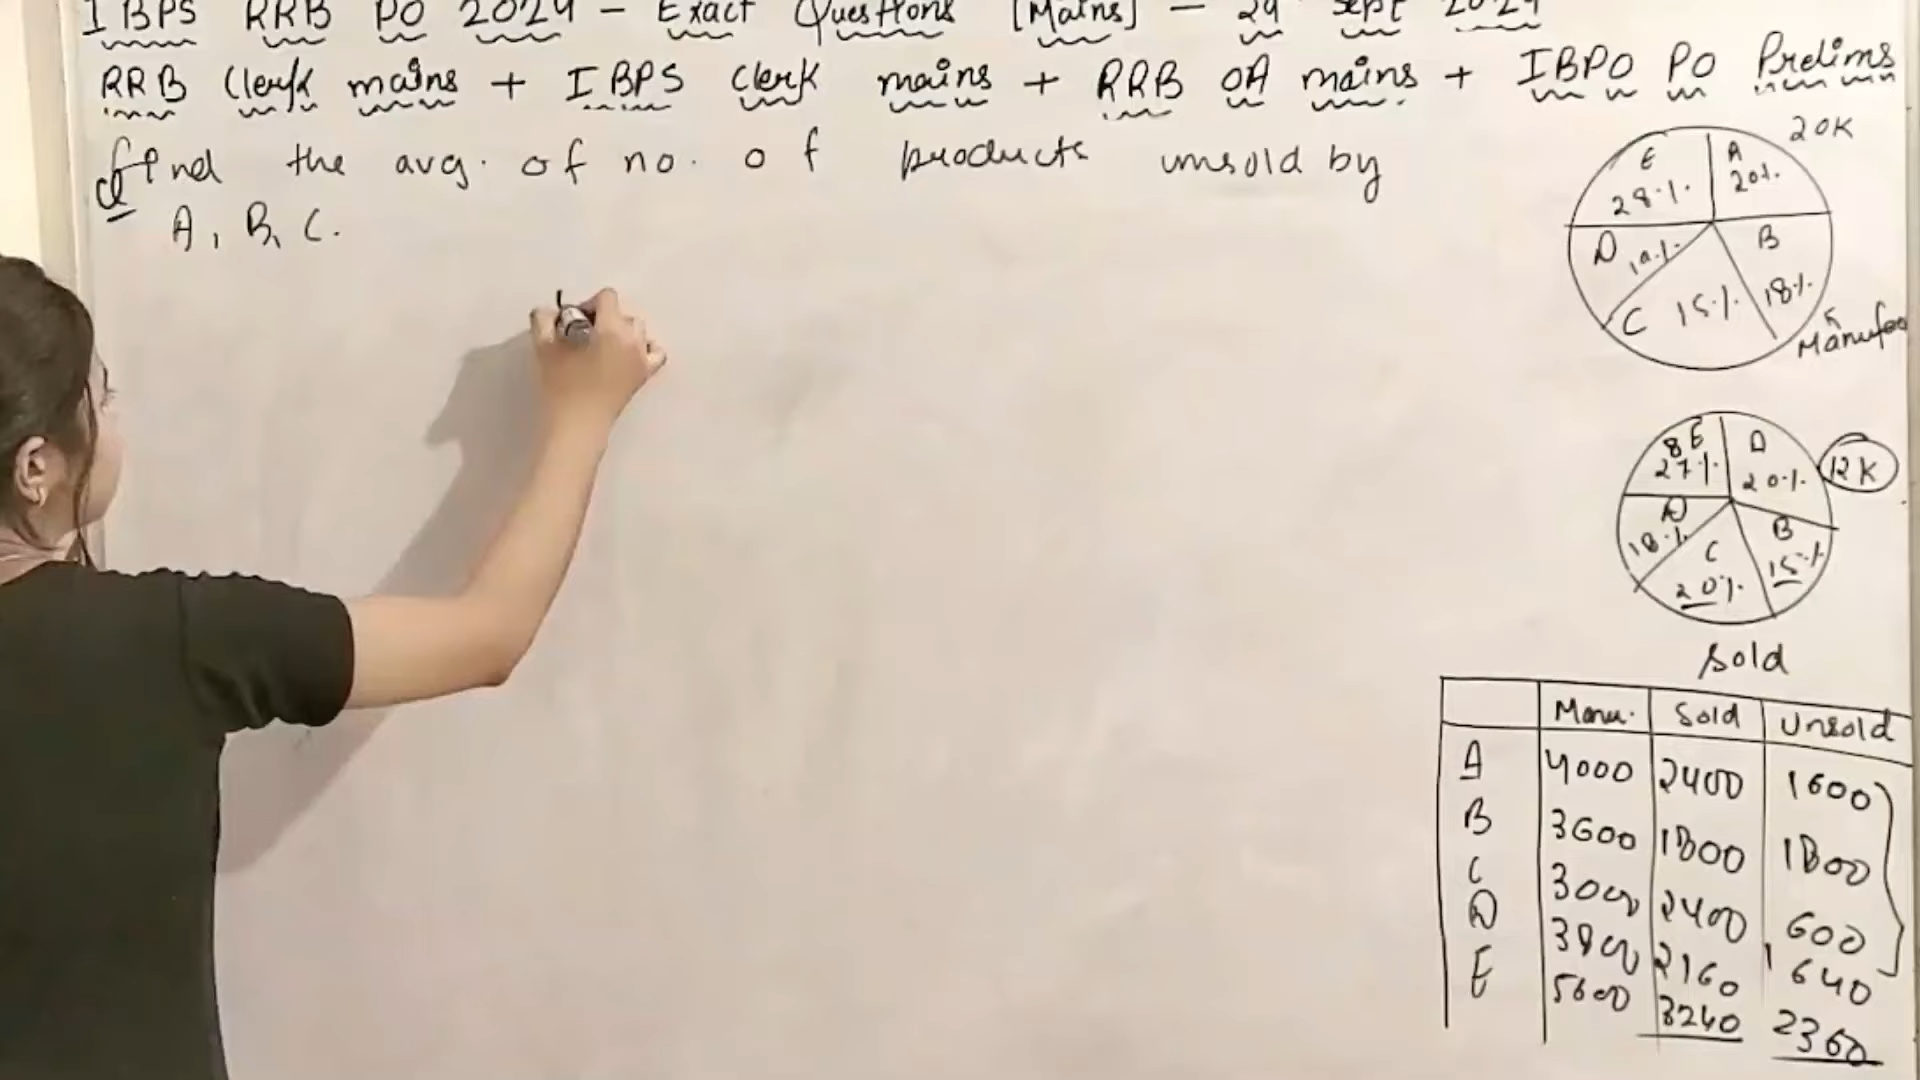 IBPS RRB PO 2024 - Exact Questions [Mains] - 29 Sept 2024
RRB Clerk mains + IBPS Clerk mains + RRB OA mains + IBPO PO Prelims
Q Find the avg. of no. of products unsold by
A, B, C.
20K
E 28%
A 20%
D 19%
B 18%
C 15%
12K
E 27%
20%
18%
B 15%
C 20%
Sold
Manu. Sold Unsold
A 4000 2400 1600
B 3600 1800 1800
C 3000 2400 600
D 3800 2160 1640
E 5600 3240 2360